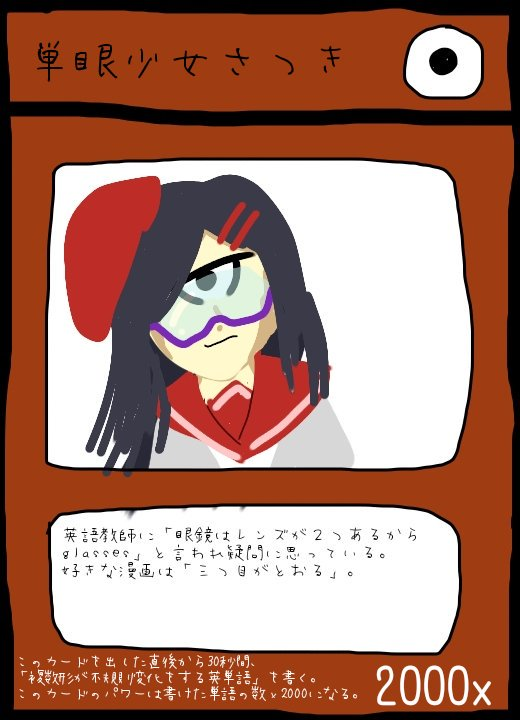 単眼少女さつき
英語教師に「眼鏡はレンズが2つあるから
glasses」と言われ疑問に思っている。
好きな漫画は「三つ目がとおる」。
このカードを出した直後から30秒間、
「複数形が不規則変化をする英単語」を書く。
このカードのパワーは書けた単語の数×2000になる。
2000x